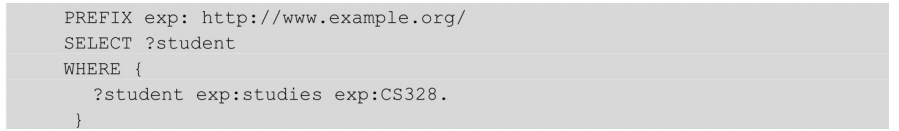 PREFIX exp: http://www.example.org/
SELECT ?student
WHERE {
?student exp:studies exp:CS328.
}